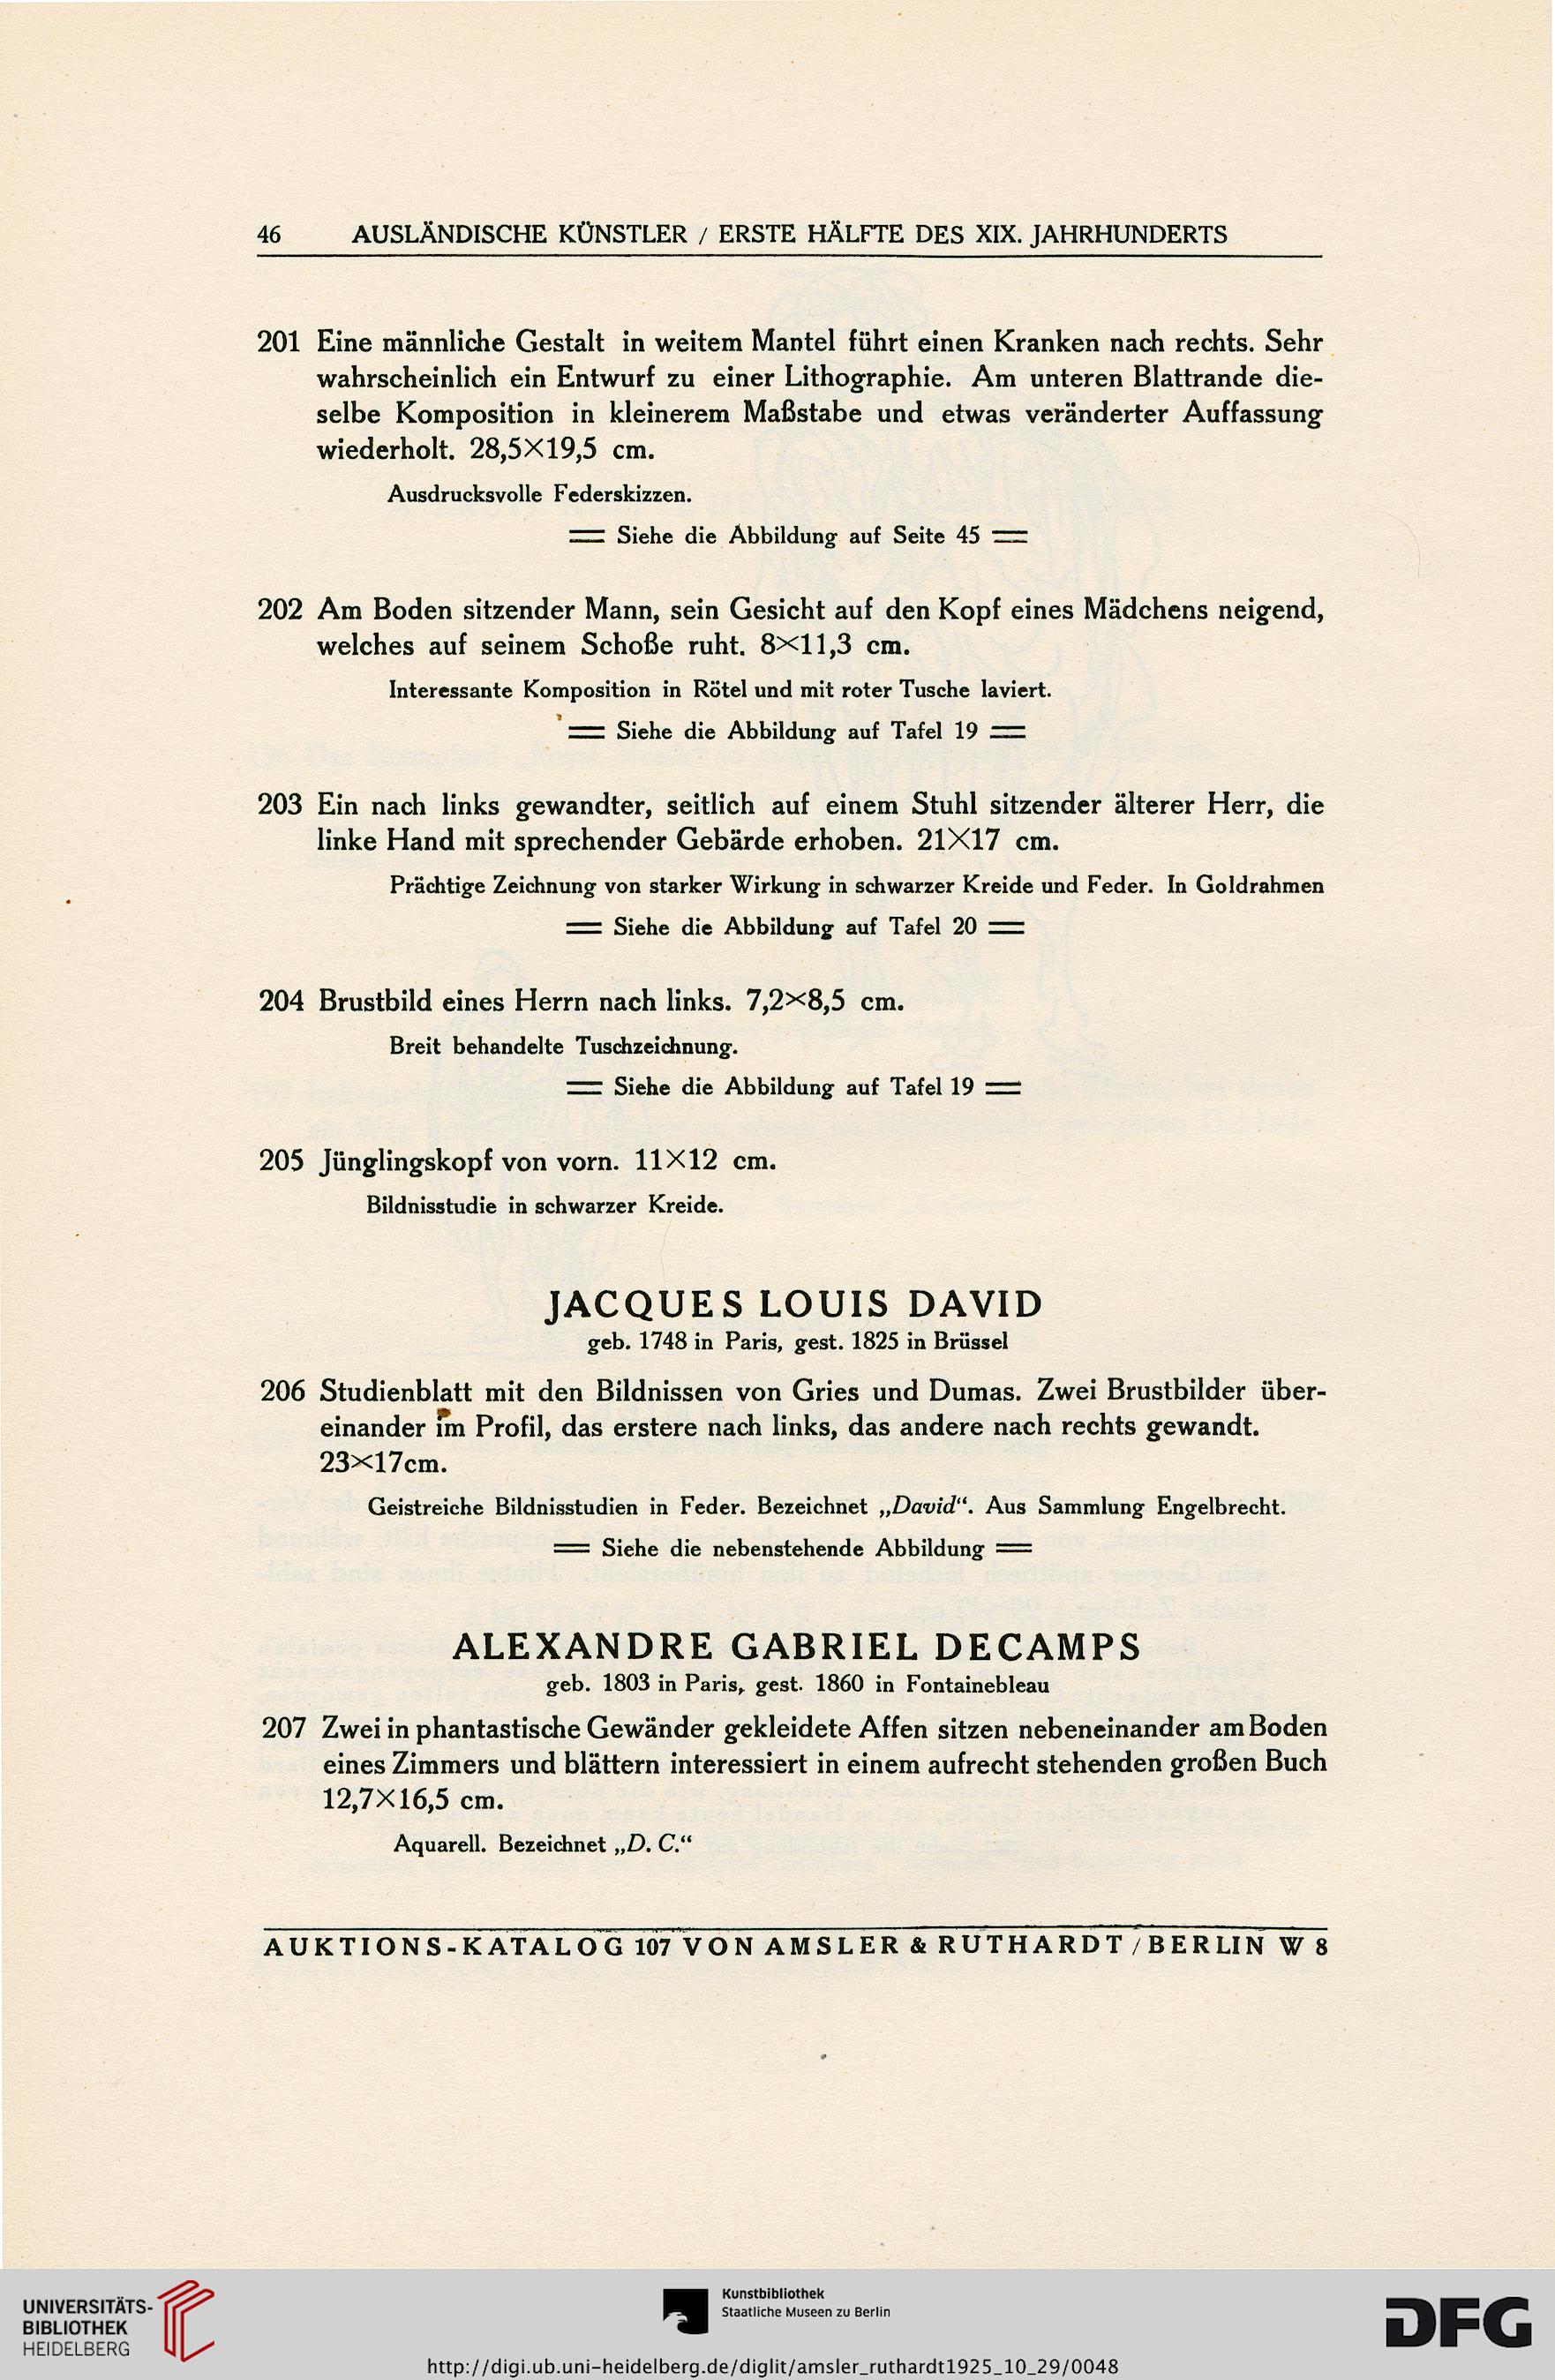 46 AUSLÄNDISCHE KÜNSTLER / ERSTE HÄLFTE DES XIX. JAHRHUNDERTS
201 Eine männliche Gestalt in weitem Mantel führt einen Kranken nach rechts. Sehr
wahrscheinlich ein Entwurf zu einer Lithographie. Am unteren Blattrande die-
selbe Komposition in kleinerem Maßstabe und etwas veränderter Auffassung
wiederholt. 28,5×19,5 cm.
Ausdrucksvolle Federskizzen.
== Siehe die Abbildung auf Seite 45 ==
202 Am Boden sitzender Mann, sein Gesicht auf den Kopf eines Mädchens neigend,
welches auf seinem Schoße ruht. 8×11,3 cm.
Interessante Komposition in Rötel und mit roter Tusche laviert.
== Siehe die Abbildung auf Tafel 19 ==
203 Ein nach links gewandter, seitlich auf einem Stuhl sitzender älterer Herr, die
linke Hand mit sprechender Gebärde erhoben. 21×17 cm.
Prächtige Zeichnung von starker Wirkung in schwarzer Kreide und Feder. In Goldrahmen
== Siehe die Abbildung auf Tafel 20 ==
204 Brustbild eines Herrn nach links. 7,2×8,5 cm.
Breit behandelte Tuschzeichnung.
== Siehe die Abbildung auf Tafel 19 ==
205 Jünglingskopf von vorn. 11×12 cm.
Bildnisstudie in schwarzer Kreide.
JACQUES LOUIS DAVID
geb. 1748 in Paris, gest. 1825 in Brüssel
206 Studienblatt mit den Bildnissen von Gries und Dumas. Zwei Brustbilder über-
einander im Profil, das erstere nach links, das andere nach rechts gewandt.
23×17cm.
Geistreiche Bildnisstudien in Feder. Bezeichnet „David“. Aus Sammlung Engelbrecht.
== Siehe die nebenstehende Abbildung ==
ALEXANDRE GABRIEL DECAMPS
geb. 1803 in Paris, gest. 1860 in Fontainebleau
207 Zwei in phantastische Gewänder gekleidete Affen sitzen nebeneinander am Boden
eines Zimmers und blättern interessiert in einem aufrecht stehenden großen Buch
12,7×16,5 cm.
Aquarell. Bezeichnet „D. C.“
AUKTIONS-KATALOG 107 VON AMSLER & RUTHARDT / BERLIN W 8
UNIVERSITÄTS-
BIBLIOTHEK
HEIDELBERG
Kunstbibliothek
Staatliche Museen zu Berlin
DFG
http://digi.ub.uni-heidelberg.de/diglit/amsler_ruthardt1925_10_29/0048